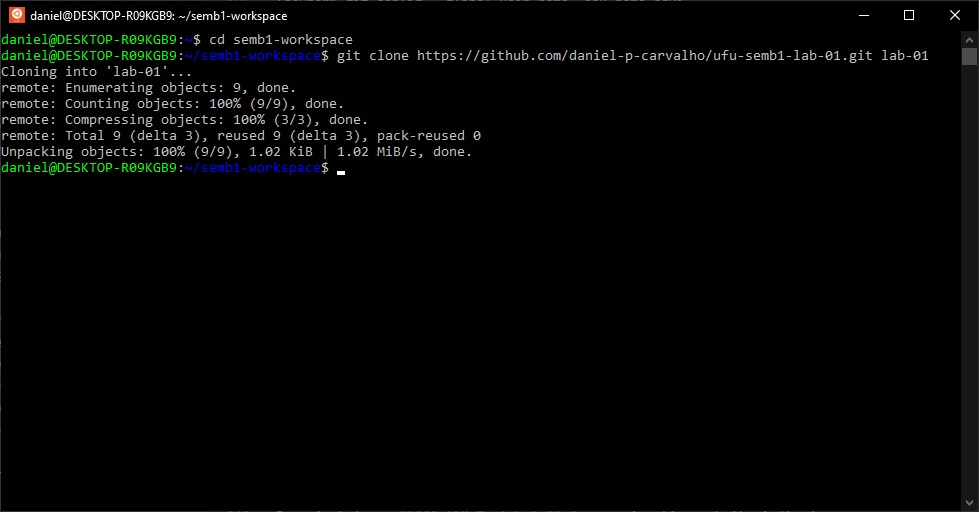 daniel@DESKTOP-R09KGB9: ~/semb1-workspace
daniel@DESKTOP-R09KGB9:~$ cd semb1-workspace
daniel@DESKTOP-R09KGB9:~/semb1-workspace$ git clone https://github.com/daniel-p-carvalho/ufu-semb1-lab-01.git lab-01
Cloning into 'lab-01'...
remote: Enumerating objects: 9, done.
remote: Counting objects: 100% (9/9), done.
remote: Compressing objects: 100% (3/3), done.
remote: Total 9 (delta 3), reused 9 (delta 3), pack-reused 0
Unpacking objects: 100% (9/9), 1.02 KiB | 1.02 MiB/s, done.
daniel@DESKTOP-R09KGB9:~/semb1-workspace$